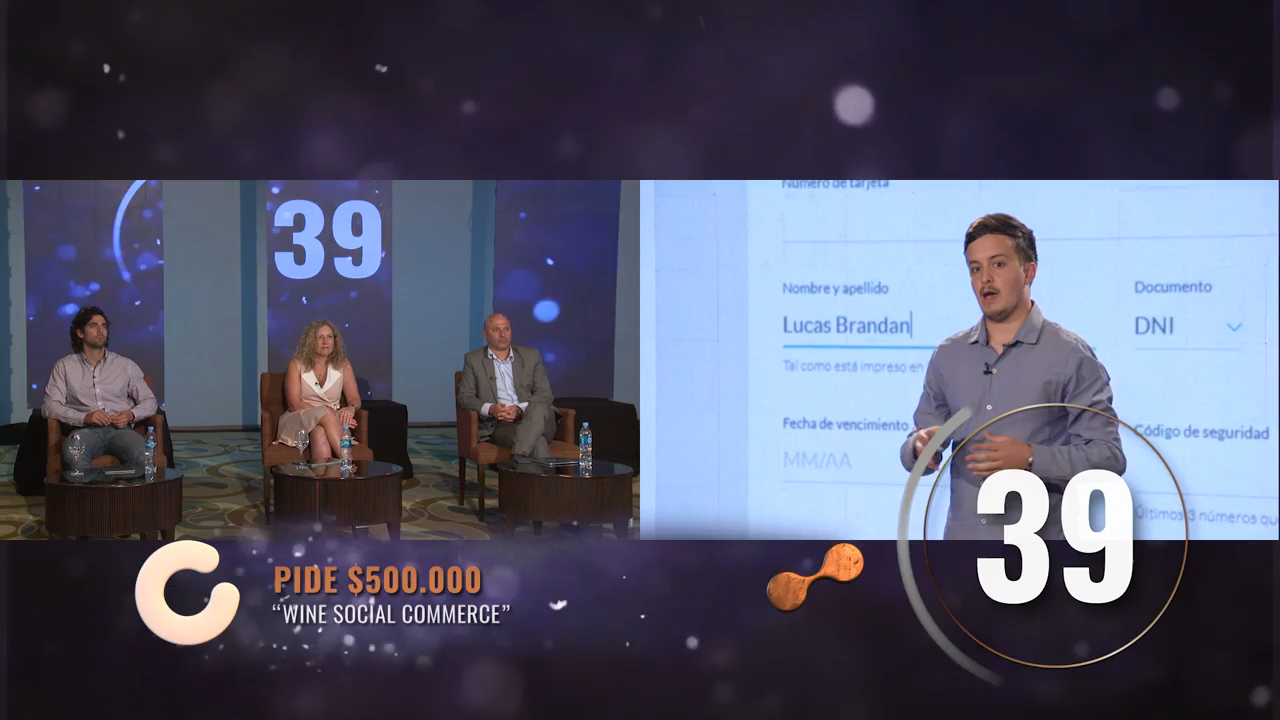 39
Número de tarjeta
Nombre y apellido
Documento
Lucas Brandan
DNI
Tal como está impreso en
Fecha de vencimiento
Código de seguridad
MM/AA
Últimos 3 números qu
39
PIDE $500.000
“WINE SOCIAL COMMERCE”